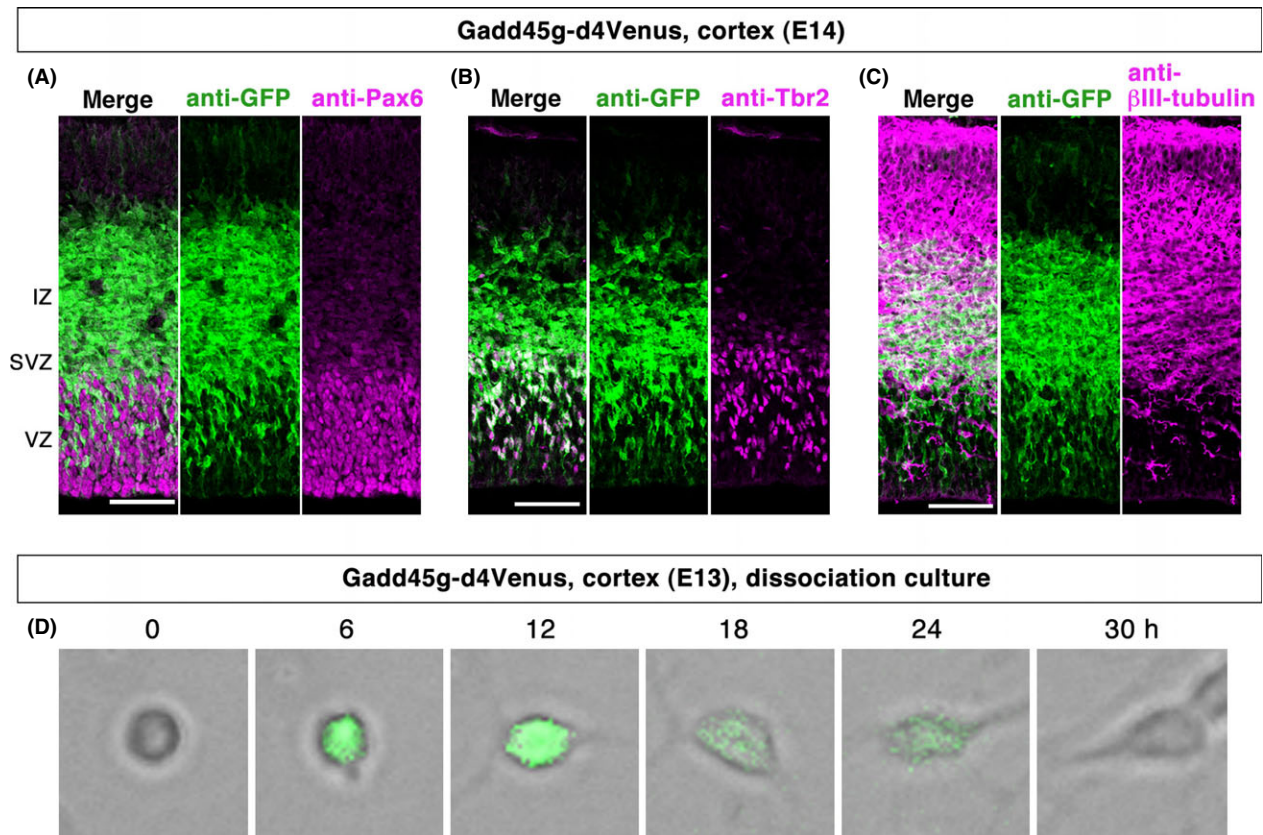 Gadd45g-d4Venus, cortex (E14)
(A)
Merge anti-GFP anti-Pax6
(B)
Merge anti-GFP anti-Tbr2
(C)
Merge anti-GFP anti-
βIII-tubulin
IZ
SVZ
VZ
Gadd45g-d4Venus, cortex (E13), dissociation culture
(D)
0 6 12 18 24 30 h